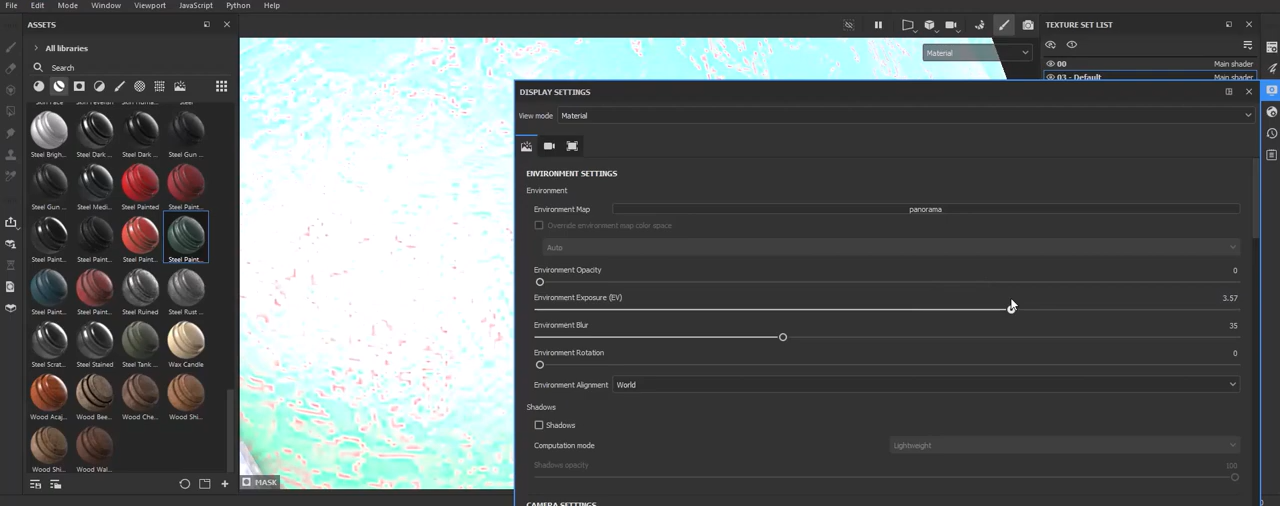 File Edit Mode Window Viewport JavaScript Python Help
ASSETS
All libraries
Search
Steel
Steel Brigh... Steel Dark ... Steel Dark ... Steel Gun ...
Steel Gun ... Steel Medi... Steel Painted Steel Paint...
Steel Paint... Steel Paint... Steel Paint... Steel Paint...
Steel Paint... Steel Paint... Steel Ruined Steel Rust ...
Steel Scrat... Steel Stained Steel Tank ... Wax Candle
Wood Acaj... Wood Bee... Wood Che... Wood Shi...
Wood Shi... Wood Wal...
MASK
Material
TEXTURE SET LIST
00 Main shader
03 - Default Main shader
DISPLAY SETTINGS
View mode Material
ENVIRONMENT SETTINGS
Environment
Environment Map panorama
Override environment map color space
Auto
Environment Opacity 0
Environment Exposure (EV) 3.57
Environment Blur 35
Environment Rotation 0
Environment Alignment World
Shadows
Shadows
Computation mode Lightweight
Shadows opacity 100
CAMERA SETTINGS